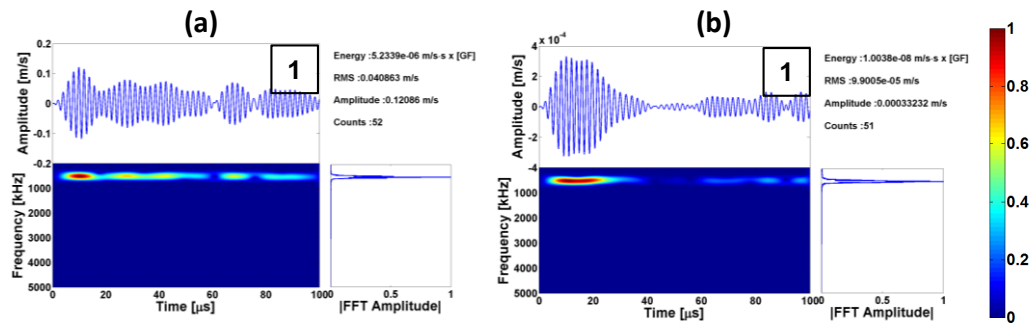 (a)
(b)
0.2
0.1
0
-0.1
-0.2
Amplitude [m/s]
1
Energy :5.2339e-06 m/s·s x [GF]
RMS :0.040863 m/s
Amplitude :0.12086 m/s
Counts :52
1000
2000
3000
4000
5000
Frequency [kHz]
0 20 40 60 80 100
Time [µs]
0 0.5 1
|FFT Amplitude|
4 x 10⁻⁴
2
0
-2
-4
Amplitude [m/s]
1
Energy :1.0038e-08 m/s·s x [GF]
RMS :9.9005e-05 m/s
Amplitude :0.00033232 m/s
Counts :51
1000
2000
3000
4000
5000
Frequency [kHz]
0 20 40 60 80 100
Time [µs]
0 0.5 1
|FFT Amplitude|
1
0.8
0.6
0.4
0.2
0